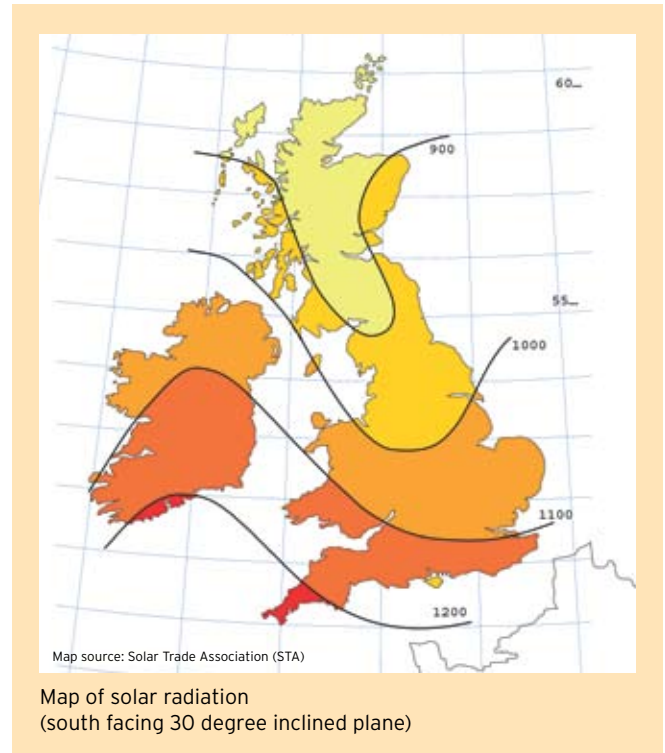 60
900
55
1000
1100
1200
Map source: Solar Trade Association (STA)
Map of solar radiation
(south facing 30 degree inclined plane)